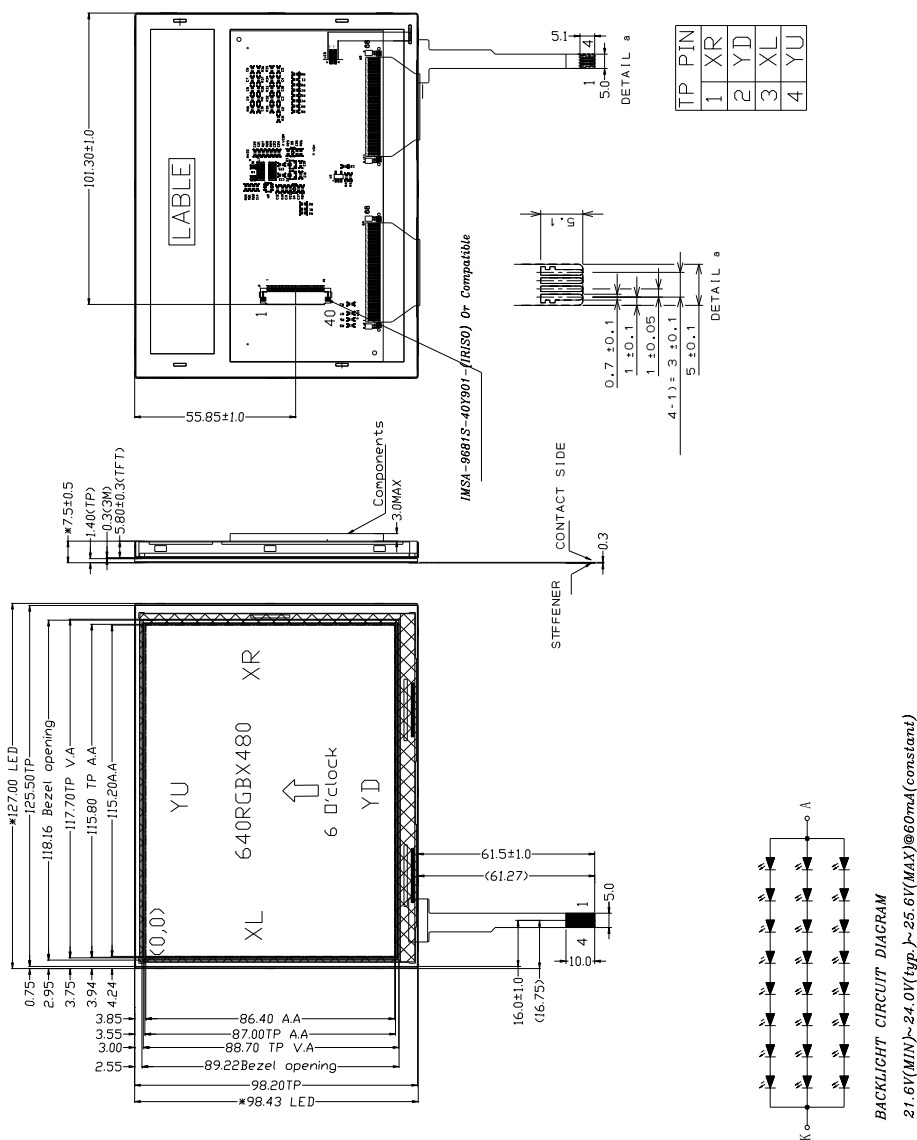 101.30±1.0
LABLE
1
40
68
68
55.85±1.0
IMSA-9681S-40Y901-(IRISO) Or Compatible
5.1
4
1
5.0
DETAIL a
TP PIN
1 XR
2 YD
3 XL
4 YU
5.1
0.7 ±0.1
1 ±0.1
1 ±0.05
4-1)= 3 ±0.1
5 ±0.1
DETAIL a
*7.5±0.5
1.40(TP)
0.3(3M)
5.80±0.3(TFT)
Components
3.0MAX
STFFENER
CONTACT SIDE
0.3
*127.00 LED
125.50TP
118.16 Bezel opening
117.70TP V.A
115.80 TP A.A
115.20A.A
0.75
2.95
3.75
3.94
4.24
(0,0)
YU
XL
XR
YD
640RGBX480
6 O'clock
3.85
86.40 A.A
3.55
87.00TP A.A
3.00
88.70 TP V.A
2.55
89.22Bezel opening
98.20TP
*98.43 LED
61.5±1.0
(61.27)
1
4
5.0
10.0
16.0±1.0
(16.75)
A
K
BACKLIGHT CIRCUIT DIAGRAM
21.6V(MIN)~24.0V(typ.)~25.6V(MAX)@60mA(constant)